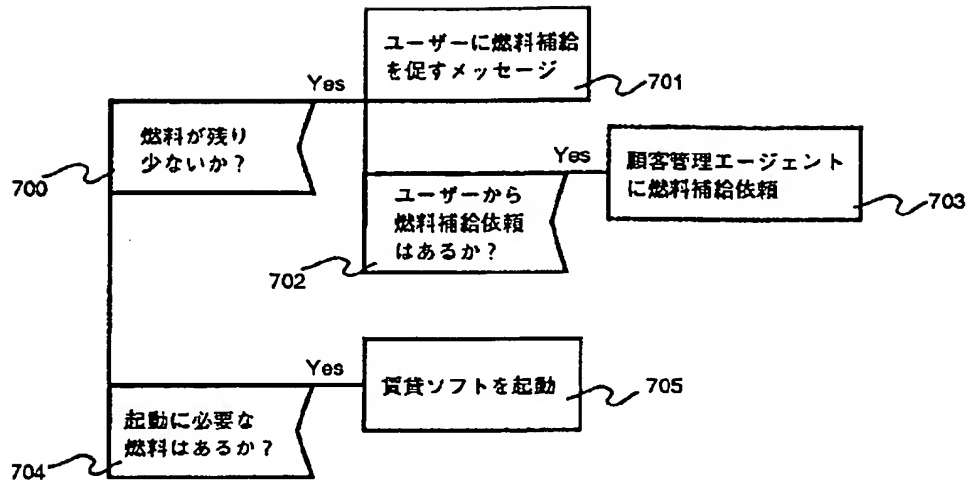 ユーザーに燃料補給
を促すメッセージ
701
Yes
燃料が残り
少ないか？
700
Yes
顧客管理エージェント
に燃料補給依頼
703
ユーザーから
燃料補給依頼
はあるか？
702
Yes
賃貸ソフトを起動
705
起動に必要な
燃料はあるか？
704